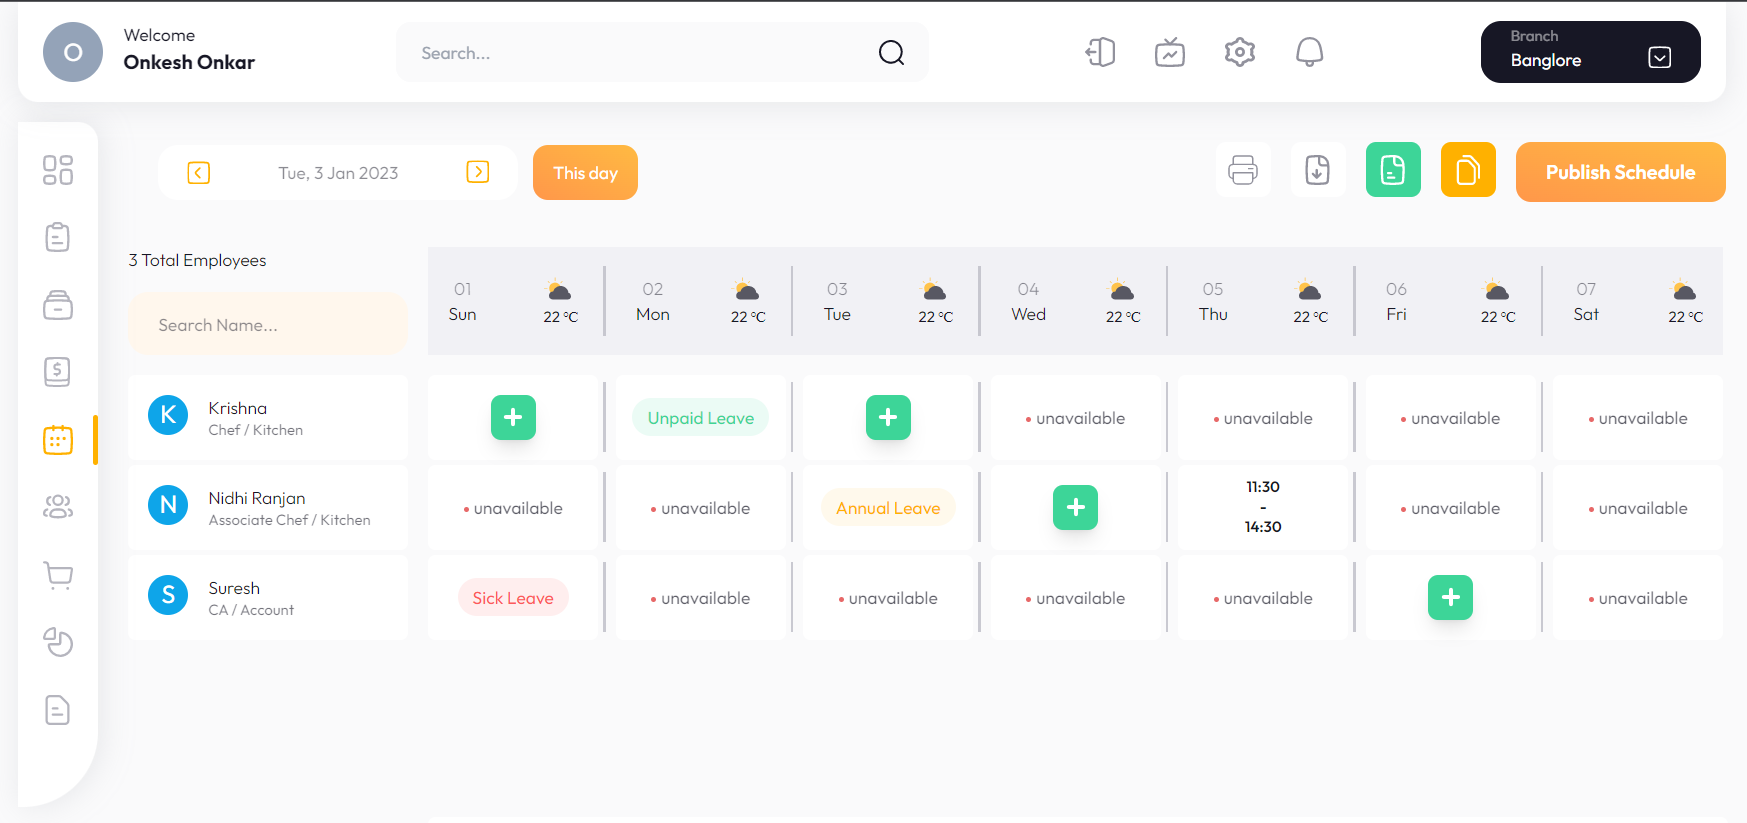 O
Welcome
Onkesh Onkar
Search...
Branch
Banglore
Tue, 3 Jan 2023
This day
Publish Schedule
3 Total Employees
Search Name...
01
Sun
22 °C
02
Mon
22 °C
03
Tue
22 °C
04
Wed
22 °C
05
Thu
22 °C
06
Fri
22 °C
07
Sat
22 °C
K
Krishna
Chef / Kitchen
+
Unpaid Leave
+
• unavailable
• unavailable
• unavailable
• unavailable
N
Nidhi Ranjan
Associate Chef / Kitchen
• unavailable
• unavailable
Annual Leave
+
11:30
-
14:30
• unavailable
• unavailable
S
Suresh
CA / Account
Sick Leave
• unavailable
• unavailable
• unavailable
• unavailable
+
• unavailable